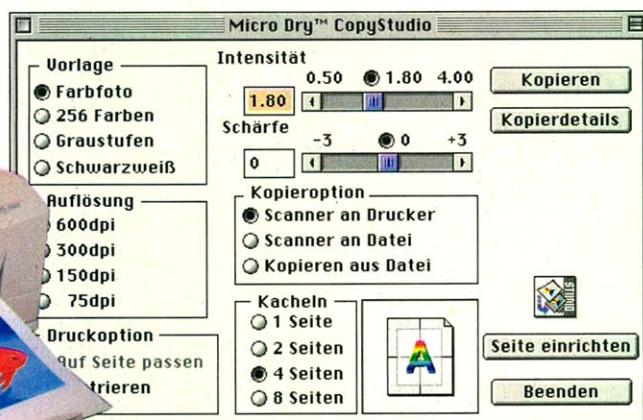 Micro Dry™ CopyStudio
Vorlage
Farbfoto
256 Farben
Graustufen
Schwarzweiß
Auflösung
600dpi
300dpi
150dpi
75dpi
Druckoption
Auf Seite passen
Intensität
0.50 1.80 4.00
1.80
Schärfe
-3 0 +3
0
Kopieroption
Scanner an Drucker
Scanner an Datei
Kopieren aus Datei
Kacheln
1 Seite
2 Seiten
4 Seiten
8 Seiten
A
Kopieren
Kopierdetails
STUDIO
Seite einrichten
Beenden